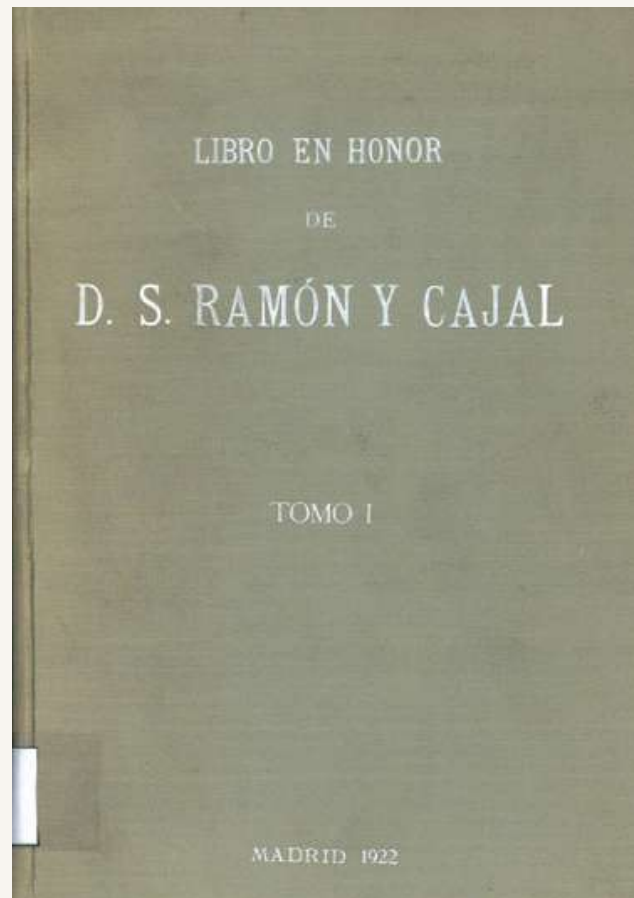 LIBRO EN HONOR
DE
D. S. RAMÓN Y CAJAL
TOMO I
MADRID 1922